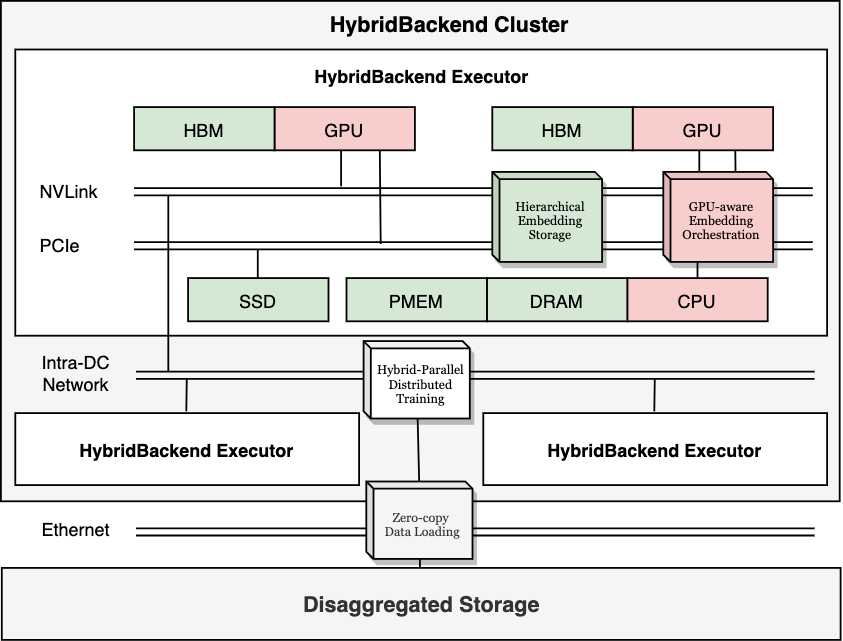 HybridBackend Cluster
HybridBackend Executor
HBM
GPU
HBM
GPU
NVLink
Hierarchical
Embedding
Storage
GPU-aware
Embedding
Orchestration
PCIe
SSD
PMEM
DRAM
CPU
Intra-DC
Network
Hybrid-Parallel
Distributed
Training
HybridBackend Executor
HybridBackend Executor
Ethernet
Zero-copy
Data Loading
Disaggregated Storage